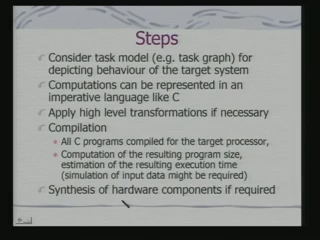 Steps
Consider task model (e.g. task graph) for
depicting behaviour of the target system
Computations can be represented in an
imperative language like C
Apply high level transformations if necessary
Compilation
All C programs compiled for the target processor,
Computation of the resulting program size,
estimation of the resulting execution time
(simulation of input data might be required)
Synthesis of hardware components if required